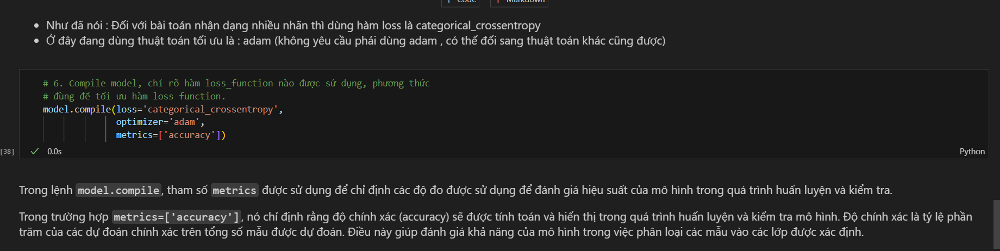 Code Markdown
Như đã nói : Đối với bài toán nhận dạng nhiều nhãn thì dùng hàm loss là categorical_crossentropy
Ở đây đang dùng thuật toán tối ưu là : adam (không yêu cầu phải dùng adam , có thể đổi sang thuật toán khác cũng được)
# 6. Compile model, chỉ rõ hàm loss_function nào được sử dụng, phương thức
# đùng để tối ưu hàm loss function.
model.compile(loss='categorical_crossentropy',
optimizer='adam',
metrics=['accuracy'])
[38] 0.0s Python
Trong lệnh model.compile, tham số metrics được sử dụng để chỉ định các độ đo được sử dụng để đánh giá hiệu suất của mô hình trong quá trình huấn luyện và kiểm tra.
Trong trường hợp metrics=['accuracy'], nó chỉ định rằng độ chính xác (accuracy) sẽ được tính toán và hiển thị trong quá trình huấn luyện và kiểm tra mô hình. Độ chính xác là tỷ lệ phần
trăm của các dự đoán chính xác trên tổng số mẫu được dự đoán. Điều này giúp đánh giá khả năng của mô hình trong việc phân loại các mẫu vào các lớp được xác định.